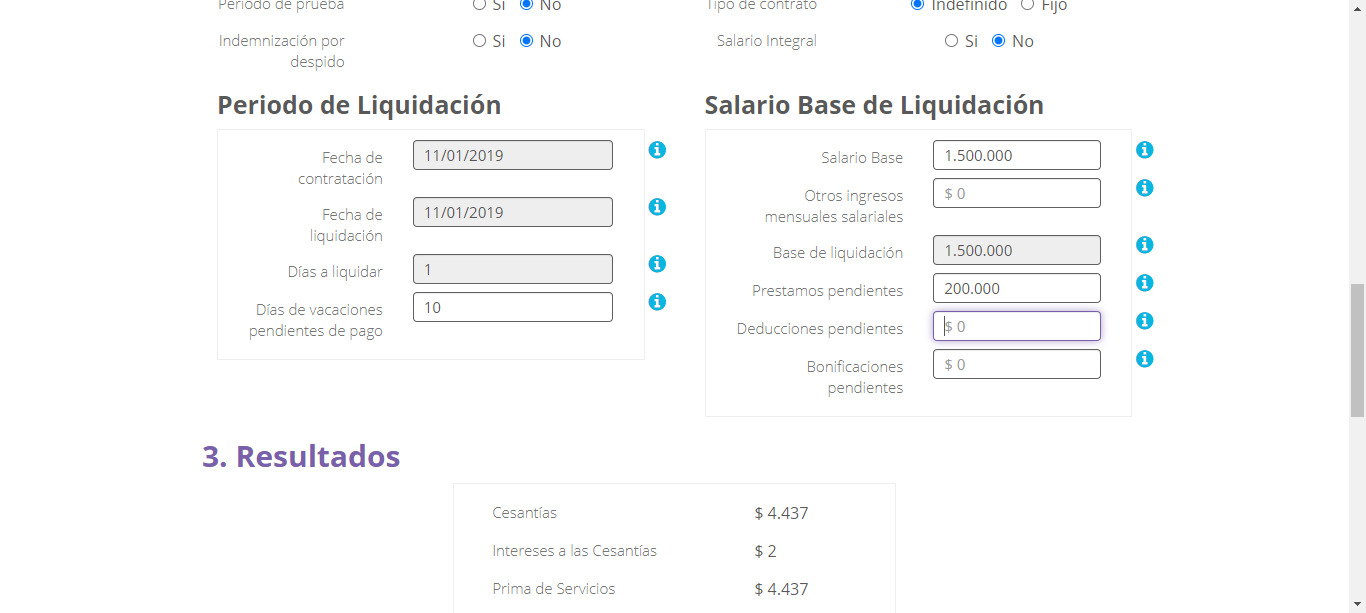 Periodo de prueba Si No Tipo de contrato Indefinido Fijo
Indemnización por despido Si No Salario Integral Si No
Periodo de Liquidación
Fecha de contratación 11/01/2019
Fecha de liquidación 11/01/2019
Días a liquidar 1
Días de vacaciones pendientes de pago 10
Salario Base de Liquidación
Salario Base 1.500.000
Otros ingresos mensuales salariales $ 0
Base de liquidación 1.500.000
Prestamos pendientes 200.000
Deducciones pendientes $ 0
Bonificaciones pendientes $ 0
3. Resultados
Cesantías $ 4.437
Intereses a las Cesantías $ 2
Prima de Servicios $ 4.437